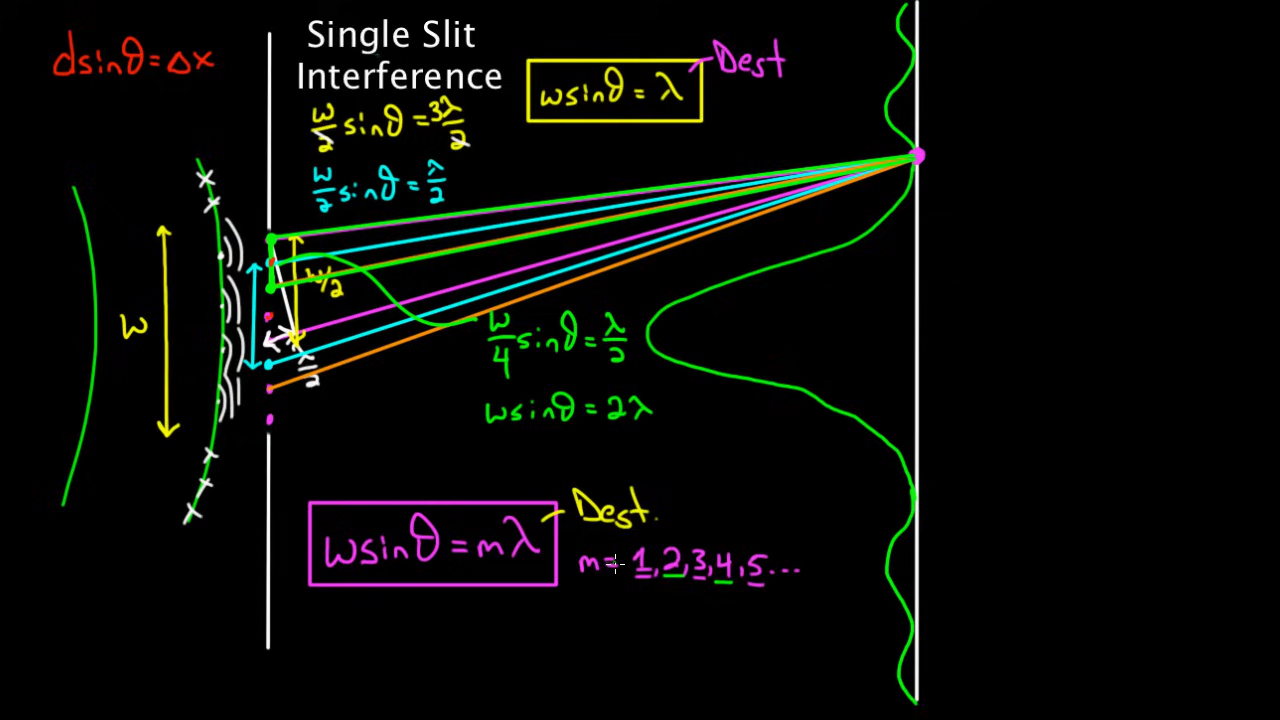 dsinθ = Δx
Single Slit
Interference
w/2 sinθ = 3λ/2
w/2 sinθ = λ/2
wsinθ = λ
Dest
w
w/2
λ/2
w/4 sinθ = λ/2
wsinθ = 2λ
wsinθ = mλ
Dest.
m = 1, 2, 3, 4, 5...